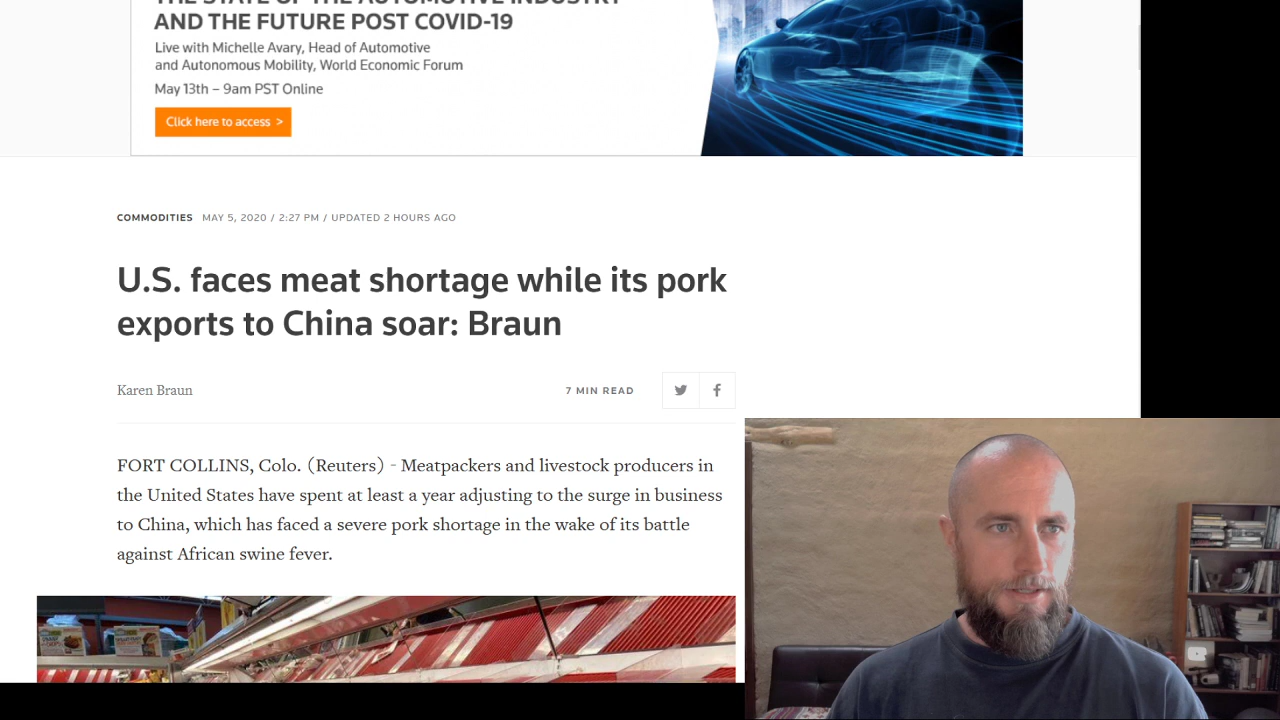 THE STATE OF THE AUTOMOTIVE INDUSTRY
AND THE FUTURE POST COVID-19
Live with Michelle Avary, Head of Automotive
and Autonomous Mobility, World Economic Forum
May 13th – 9am PST Online
Click here to access >
COMMODITIES MAY 5, 2020 / 2:27 PM / UPDATED 2 HOURS AGO
U.S. faces meat shortage while its pork
exports to China soar: Braun
Karen Braun
7 MIN READ
FORT COLLINS, Colo. (Reuters) - Meatpackers and livestock producers in
the United States have spent at least a year adjusting to the surge in business
to China, which has faced a severe pork shortage in the wake of its battle
against African swine fever.